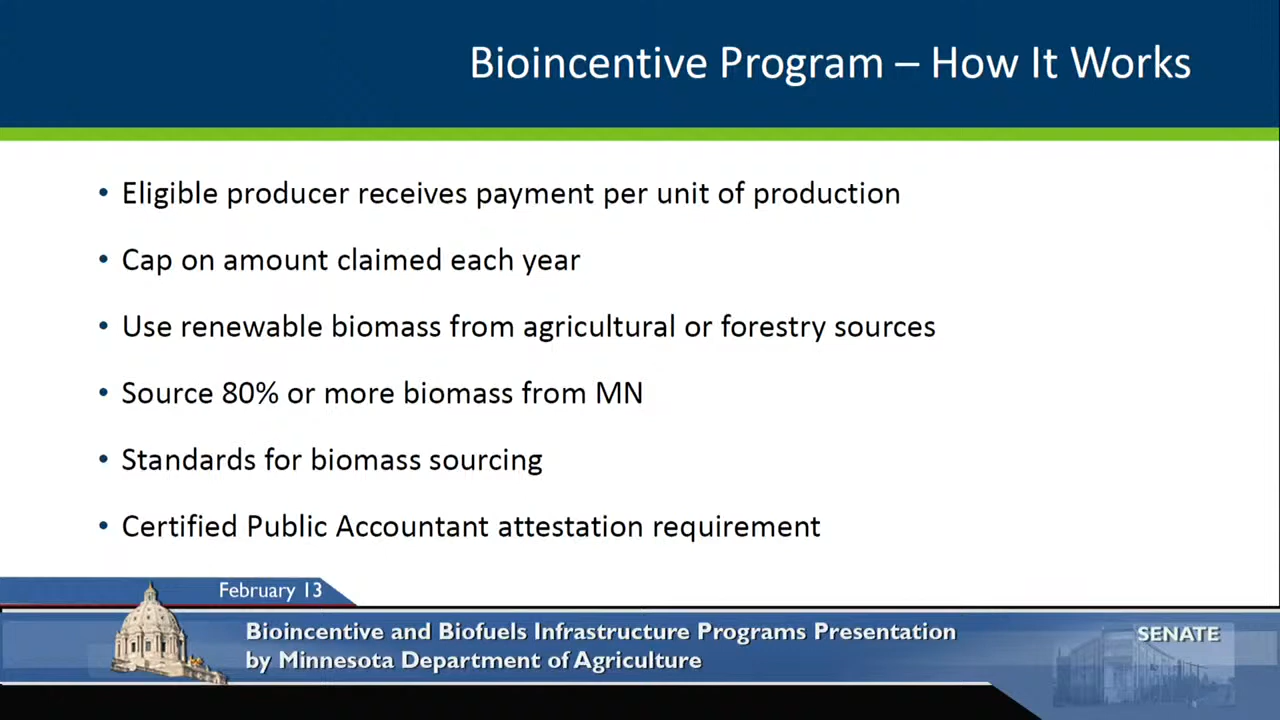 Bioincentive Program – How It Works
• Eligible producer receives payment per unit of production
• Cap on amount claimed each year
• Use renewable biomass from agricultural or forestry sources
• Source 80% or more biomass from MN
• Standards for biomass sourcing
• Certified Public Accountant attestation requirement
February 13
Bioincentive and Biofuels Infrastructure Programs Presentation
by Minnesota Department of Agriculture
SENATE